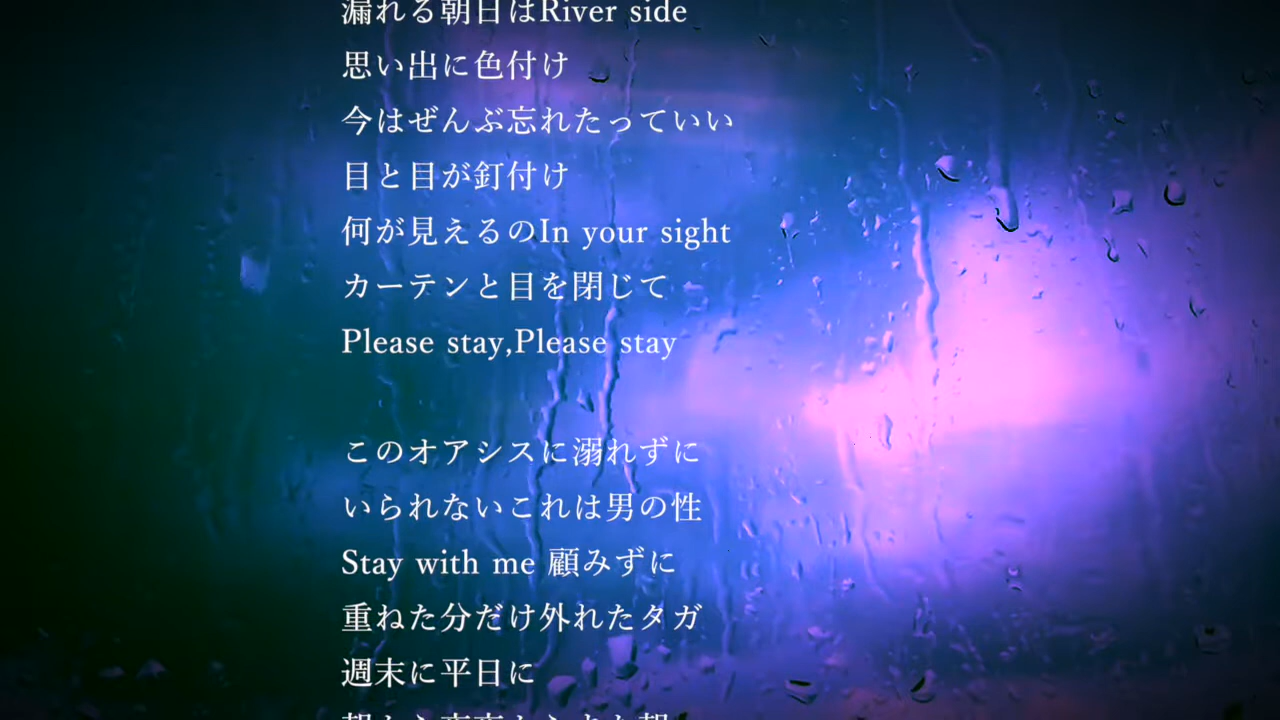 漏れる朝日はRiver side
思い出に色付け
今はぜんぶ忘れたっていい
目と目が釘付け
何が見えるのIn your sight
カーテンと目を閉じて
Please stay,Please stay
このオアシスに溺れずに
いられないこれは男の性
Stay with me 顧みずに
重ねた分だけ外れたタガ
週末に平日に